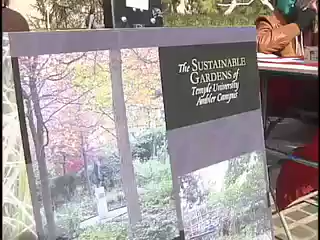 The SUSTAINABLE
GARDENS of
Temple University
Ambler Campus